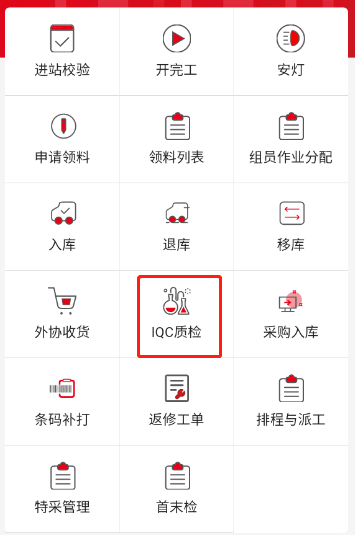 进站校验 开完工 安灯
申请领料 领料列表 组员作业分配
入库 退库 移库
外协收货 IQC质检 采购入库
条码补打 返修工单 排程与派工
特采管理 首末检